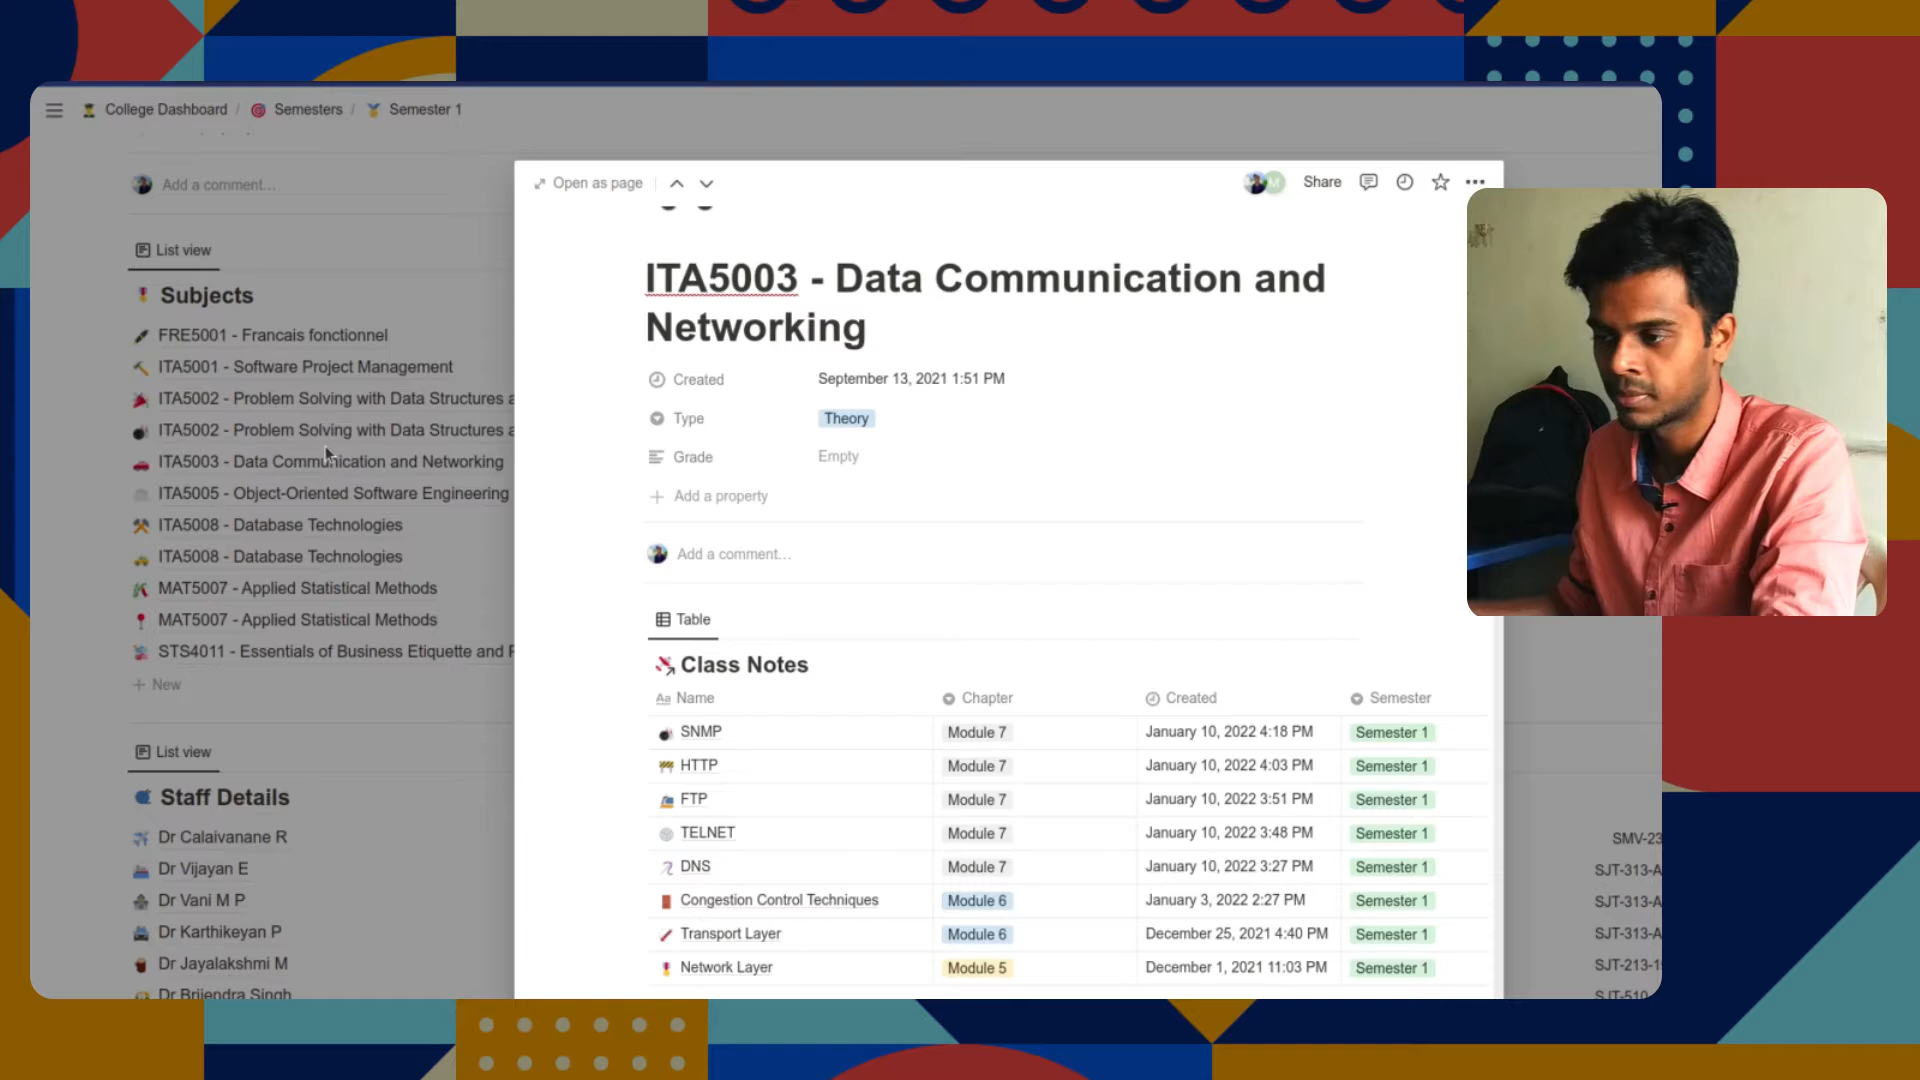 College Dashboard / Semesters / Semester 1
Add a comment...
List view
Subjects
FRE5001 - Francais fonctionnel
ITA5001 - Software Project Management
ITA5002 - Problem Solving with Data Structures
ITA5002 - Problem Solving with Data Structures
ITA5003 - Data Communication and Networking
ITA5005 - Object-Oriented Software Engineering
ITA5008 - Database Technologies
ITA5008 - Database Technologies
MAT5007 - Applied Statistical Methods
MAT5007 - Applied Statistical Methods
STS4011 - Essentials of Business Etiquette and
+ New
List view
Staff Details
Dr Calaivanane R
Dr Vijayan E
Dr Vani M P
Dr Karthikeyan P
Dr Jayalakshmi M
Dr Brijendra Singh
Open as page
Share
ITA5003 - Data Communication and
Networking
Created September 13, 2021 1:51 PM
Type Theory
Grade Empty
+ Add a property
Add a comment...
Table
Class Notes
Aa Name Chapter Created Semester
SNMP Module 7 January 10, 2022 4:18 PM Semester 1
HTTP Module 7 January 10, 2022 4:03 PM Semester 1
FTP Module 7 January 10, 2022 3:51 PM Semester 1
TELNET Module 7 January 10, 2022 3:48 PM Semester 1
DNS Module 7 January 10, 2022 3:27 PM Semester 1
Congestion Control Techniques Module 6 January 3, 2022 2:27 PM Semester 1
Transport Layer Module 6 December 25, 2021 4:40 PM Semester 1
Network Layer Module 5 December 1, 2021 11:03 PM Semester 1
SMV-23
SJT-313-A
SJT-313-A
SJT-313-A
SJT-213-1
SJT-510